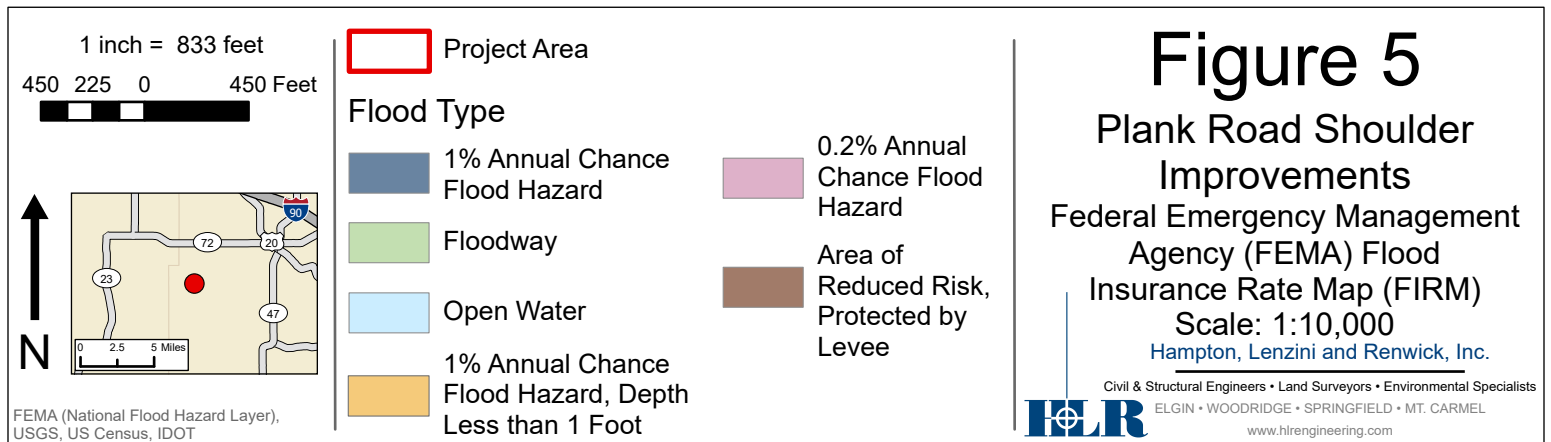 1 inch = 833 feet
450 225 0 450 Feet
90
72
20
23
47
0 2.5 5 Miles
N
FEMA (National Flood Hazard Layer),
USGS, US Census, IDOT
Project Area
Flood Type
1% Annual Chance
Flood Hazard
Floodway
Open Water
1% Annual Chance
Flood Hazard, Depth
Less than 1 Foot
0.2% Annual
Chance Flood
Hazard
Area of
Reduced Risk,
Protected by
Levee
Figure 5
Plank Road Shoulder
Improvements
Federal Emergency Management
Agency (FEMA) Flood
Insurance Rate Map (FIRM)
Scale: 1:10,000
Hampton, Lenzini and Renwick, Inc.
Civil & Structural Engineers • Land Surveyors • Environmental Specialists
HLR
ELGIN • WOODRIDGE • SPRINGFIELD • MT. CARMEL
www.hlrengineering.com